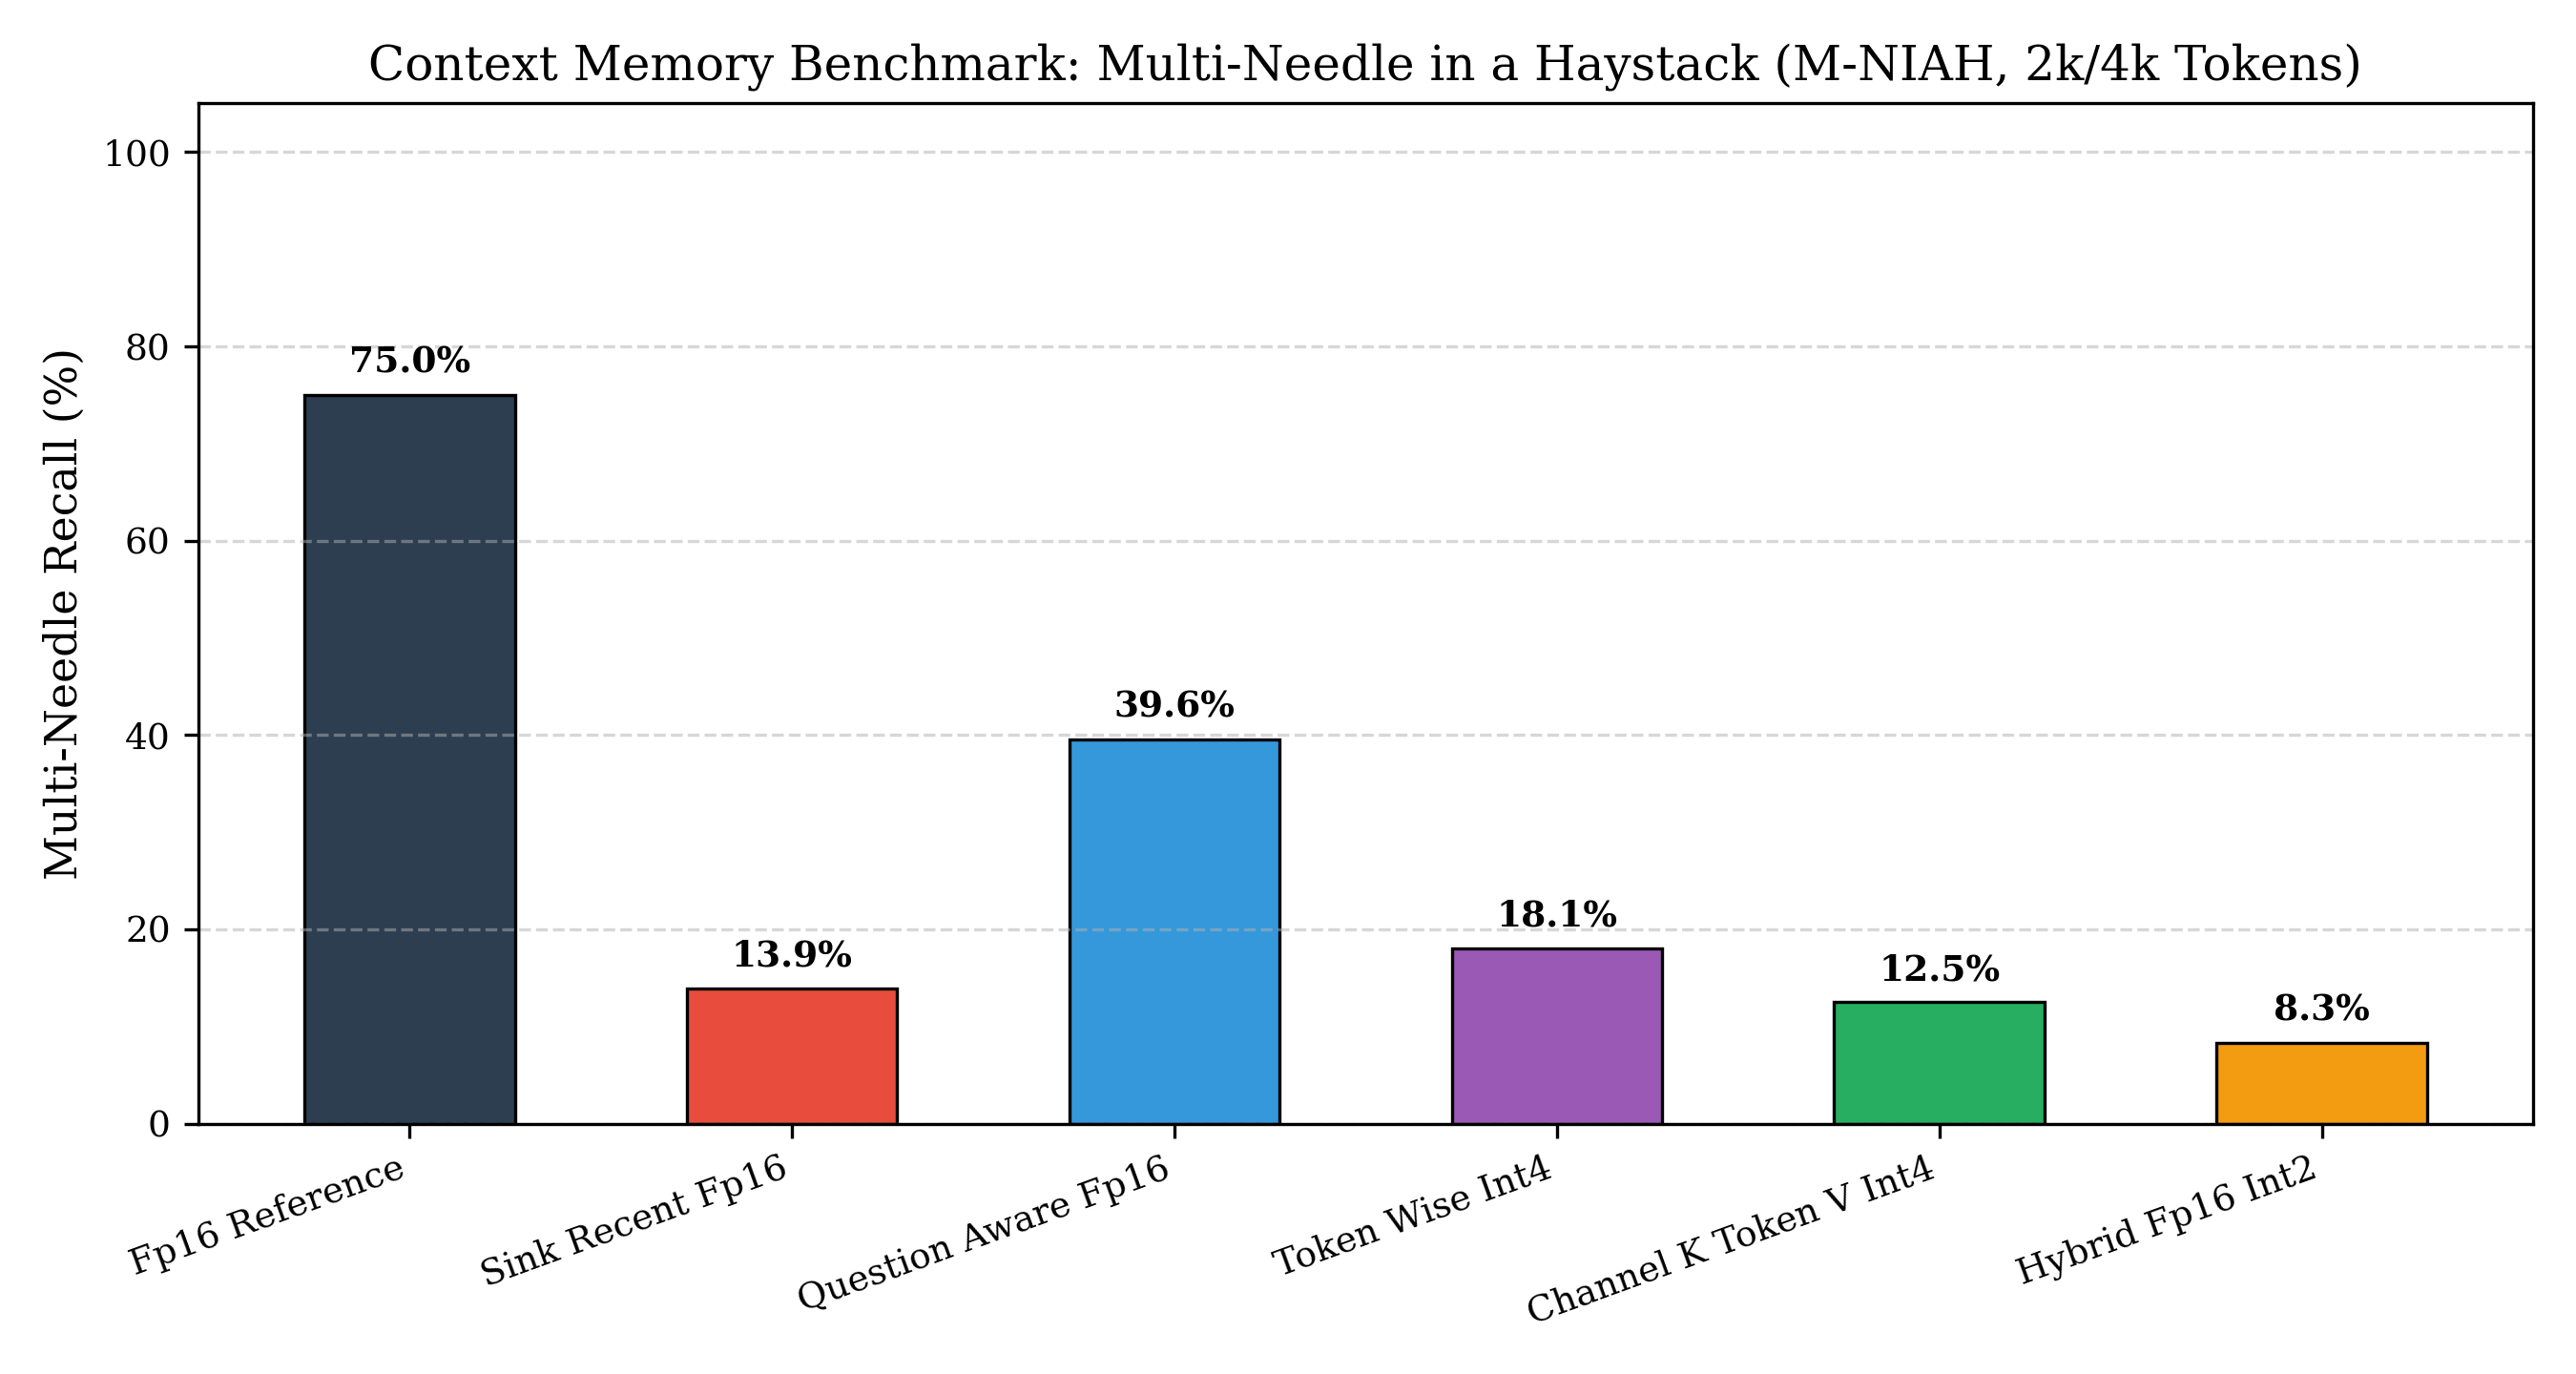 Context Memory Benchmark: Multi-Needle in a Haystack (M-NIAH, 2k/4k Tokens)
Multi-Needle Recall (%)
100
80
60
40
20
0
75.0%
13.9%
39.6%
18.1%
12.5%
8.3%
Fp16 Reference
Sink Recent Fp16
Question Aware Fp16
Token Wise Int4
Channel K Token V Int4
Hybrid Fp16 Int2